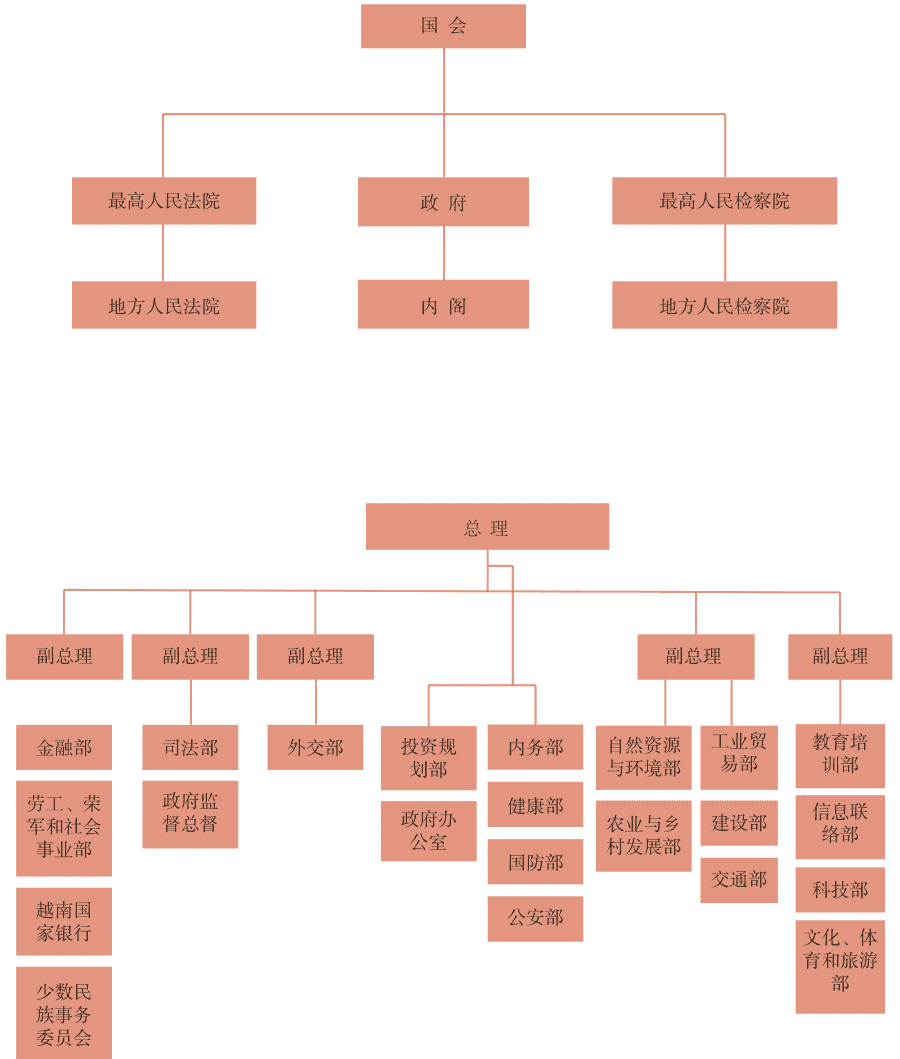 国 会
最高人民法院
政 府
最高人民检察院
地方人民法院
内 阁
地方人民检察院
总 理
副总理
副总理
副总理
副总理
副总理
金融部
劳工、荣
军和社会
事业部
越南国
家银行
少数民
族事务
委员会
司法部
政府监
督总督
外交部
投资规
划部
政府办
公室
内务部
健康部
国防部
公安部
自然资源
与环境部
农业与乡
村发展部
工业贸
易部
建设部
交通部
教育培
训部
信息联
络部
科技部
文化、体
育和旅游
部